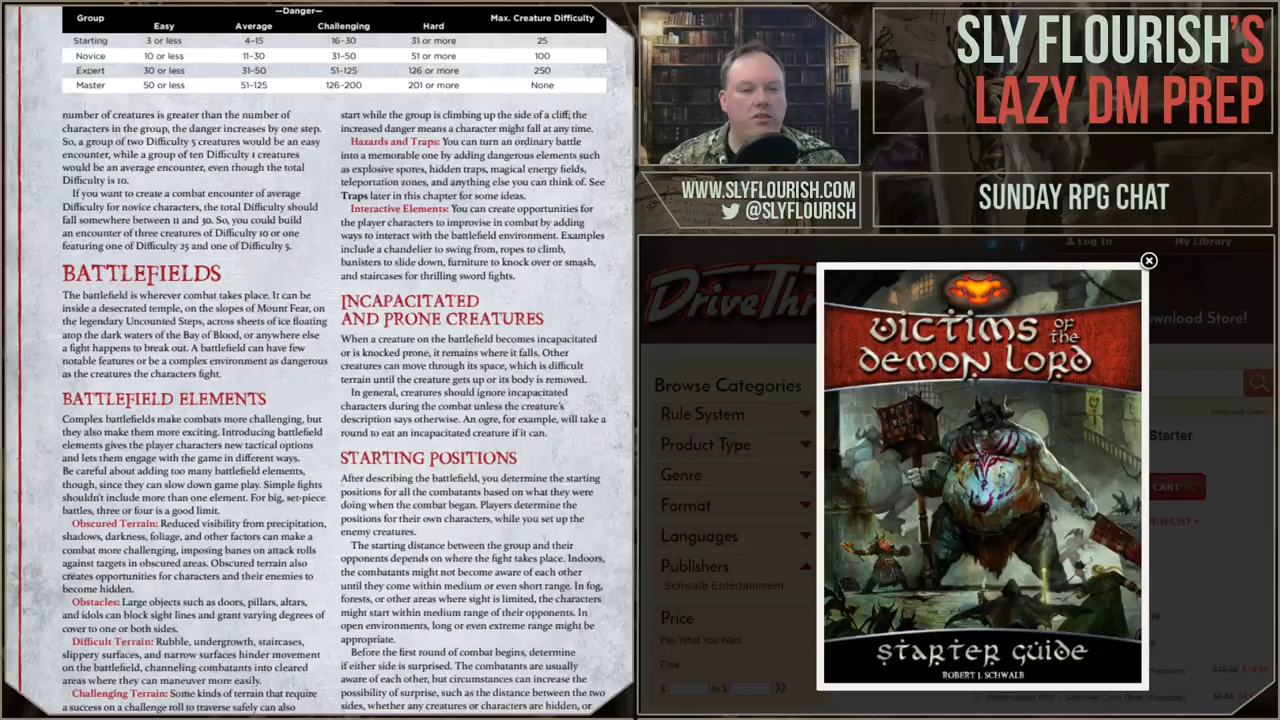 —Danger—
Group Easy Average Challenging Hard Max. Creature Difficulty
Starting 3 or less 4–15 16–30 31 or more 25
Novice 10 or less 11–30 31–50 51 or more 100
Expert 30 or less 31–50 51–125 126 or more 250
Master 50 or less 51–125 126–200 201 or more None
number of creatures is greater than the number of
characters in the group, the danger increases by one step.
So, a group of two Difficulty 5 creatures would be an easy
encounter, while a group of ten Difficulty 1 creatures
would be an average encounter, even though the total
Difficulty is 10.
If you want to create a combat encounter of average
Difficulty for novice characters, the total Difficulty should
fall somewhere between 11 and 30. So, you could build
an encounter of three creatures of Difficulty 10 or one
featuring one of Difficulty 25 and one of Difficulty 5.
BATTLEFIELDS
The battlefield is wherever combat takes place. It can be
inside a desecrated temple, on the slopes of Mount Fear, on
the legendary Uncounted Steps, across sheets of ice floating
atop the dark waters of the Bay of Blood, or anywhere else
a fight happens to break out. A battlefield can have few
notable features or be a complex environment as dangerous
as the creatures the characters fight.
BATTLEFIELD ELEMENTS
Complex battlefields make combats more challenging, but
they also make them more exciting. Introducing battlefield
elements gives the player characters new tactical options
and lets them engage with the game in different ways.
Be careful about adding too many battlefield elements,
though, since they can slow down game play. Simple fights
shouldn't include more than one element. For big, set-piece
battles, three or four is a good limit.
Obscured Terrain: Reduced visibility from precipitation,
shadows, darkness, foliage, and other factors can make a
combat more challenging, imposing banes on attack rolls
against targets in obscured areas. Obscured terrain also
creates opportunities for characters and their enemies to
become hidden.
Obstacles: Large objects such as doors, pillars, altars,
and idols can block sight lines and grant varying degrees of
cover to one or both sides.
Difficult Terrain: Rubble, undergrowth, staircases,
slippery surfaces, and narrow surfaces hinder movement
on the battlefield, channeling combatants into cleared
areas where they can maneuver more easily.
Challenging Terrain: Some kinds of terrain that require
a success on a challenge roll to traverse safely can also
start while the group is climbing up the side of a cliff; the
increased danger means a character might fall at any time.
Hazards and Traps: You can turn an ordinary battle
into a memorable one by adding dangerous elements such
as explosive spores, hidden traps, magical energy fields,
teleportation zones, and anything else you can think of. See
Traps later in this chapter for some ideas.
Interactive Elements: You can create opportunities for
the player characters to improvise in combat by adding
ways to interact with the battlefield environment. Examples
include a chandelier to swing from, ropes to climb,
banisters to slide down, furniture to knock over or smash,
and staircases for thrilling sword fights.
INCAPACITATED
AND PRONE CREATURES
When a creature on the battlefield becomes incapacitated
or is knocked prone, it remains where it falls. Other
creatures can move through its space, which is difficult
terrain until the creature gets up or its body is removed.
In general, creatures should ignore incapacitated
characters during the combat unless the creature's
description says otherwise. An ogre, for example, will take a
round to eat an incapacitated creature if it can.
STARTING POSITIONS
After describing the battlefield, you determine the starting
positions for all the combatants based on what they were
doing when the combat began. Players determine the
positions for their own characters, while you set up the
enemy creatures.
The starting distance between the group and their
opponents depends on where the fight takes place. Indoors,
the combatants might not become aware of each other
until they come within medium or even short range. In fog,
forests, or other areas where sight is limited, the characters
might start within medium range of their opponents. In
open environments, long or even extreme range might be
appropriate.
Before the first round of combat begins, determine
if either side is surprised. The combatants are usually
aware of each other, but circumstances can increase the
possibility of surprise, such as the distance between the two
sides, whether any creatures or characters are hidden, or
SLY FLOURISH'S
LAZY DM PREP
WWW.SLYFLOURISH.COM
@SLYFLOURISH
SUNDAY RPG CHAT
Log In My Library
DriveThr
wnload Store!
Browse Categories
Rule System
Product Type
Genre
Format
Languages
Publishers
Schwalb Entertainment
Price
Pay What You Want
Free
$ to $
Advanced Search
Starter
CART
WISHLIST
VICTIMS OF the
DEMON LORD
STARTER GUIDE
ROBERT J. SCHWALB